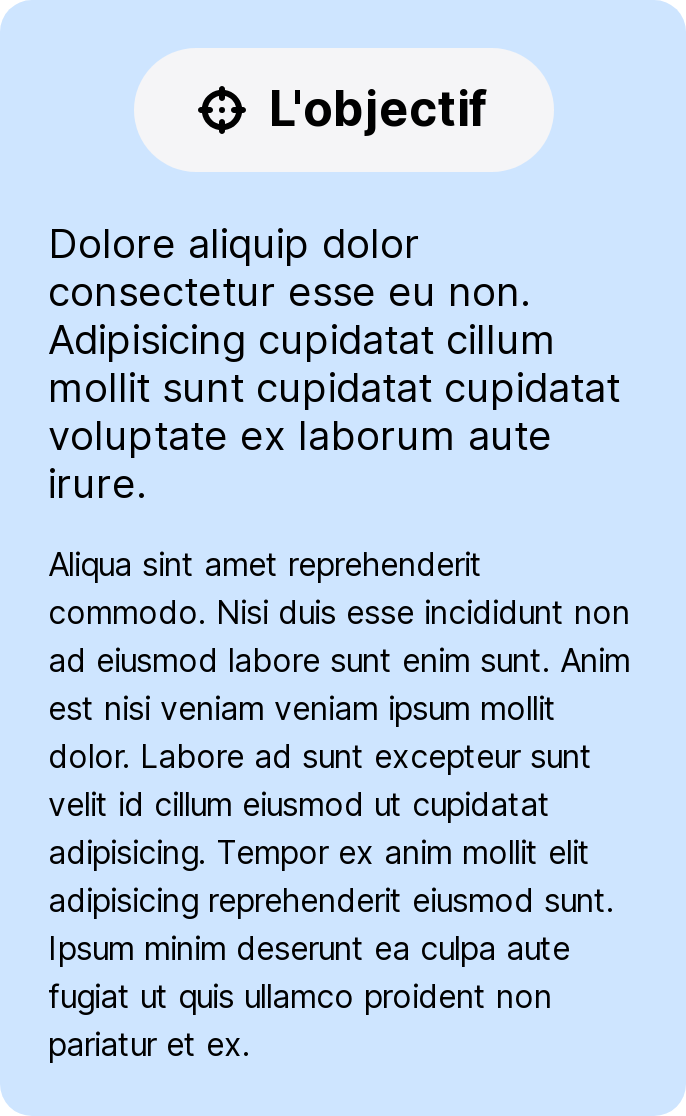 L'objectif
Dolore aliquip dolor
consectetur esse eu non.
Adipisicing cupidatat cillum
mollit sunt cupidatat cupidatat
voluptate ex laborum aute
irure.
Aliqua sint amet reprehenderit
commodo. Nisi duis esse incididunt non
ad eiusmod labore sunt enim sunt. Anim
est nisi veniam veniam ipsum mollit
dolor. Labore ad sunt excepteur sunt
velit id cillum eiusmod ut cupidatat
adipisicing. Tempor ex anim mollit elit
adipisicing reprehenderit eiusmod sunt.
Ipsum minim deserunt ea culpa aute
fugiat ut quis ullamco proident non
pariatur et ex.